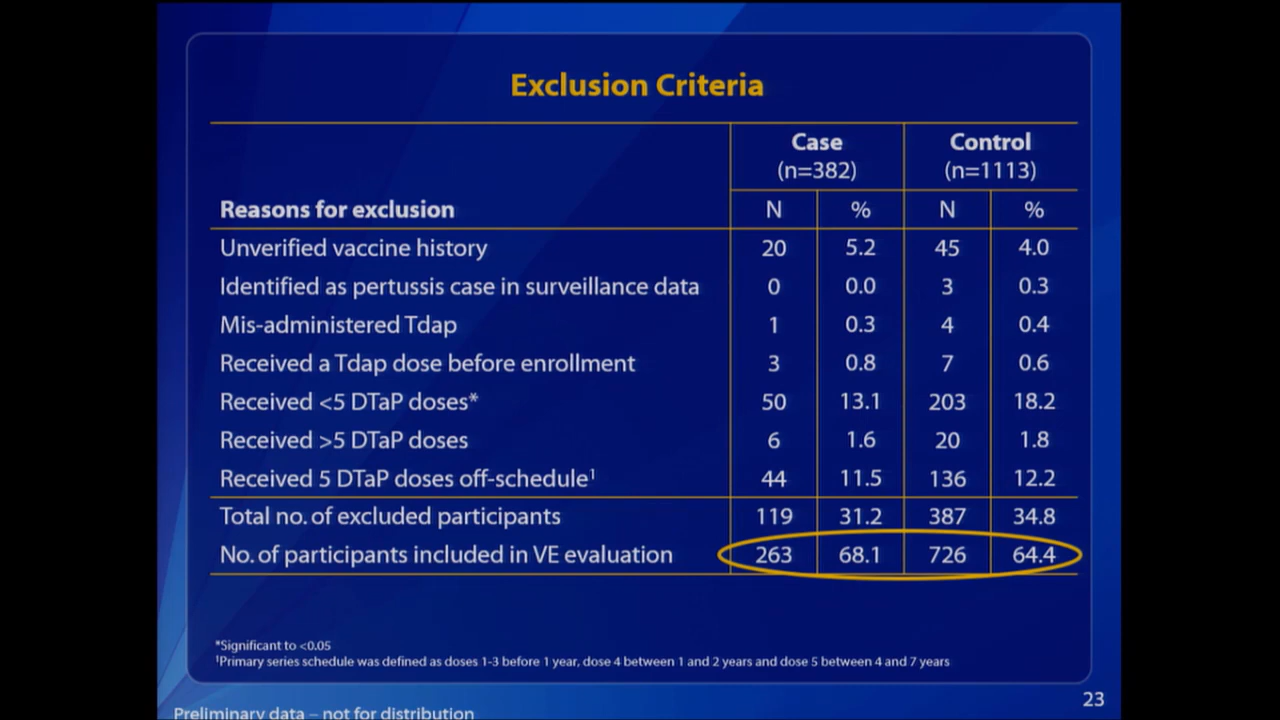 Exclusion Criteria
Case Control
(n=382) (n=1113)
Reasons for exclusion N % N %
Unverified vaccine history 20 5.2 45 4.0
Identified as pertussis case in surveillance data 0 0.0 3 0.3
Mis-administered Tdap 1 0.3 4 0.4
Received a Tdap dose before enrollment 3 0.8 7 0.6
Received <5 DTaP doses* 50 13.1 203 18.2
Received >5 DTaP doses 6 1.6 20 1.8
Received 5 DTaP doses off-schedule¹ 44 11.5 136 12.2
Total no. of excluded participants 119 31.2 387 34.8
No. of participants included in VE evaluation 263 68.1 726 64.4
*Significant to <0.05
¹Primary series schedule was defined as doses 1-3 before 1 year, dose 4 between 1 and 2 years and dose 5 between 4 and 7 years
23
Preliminary data – not for distribution